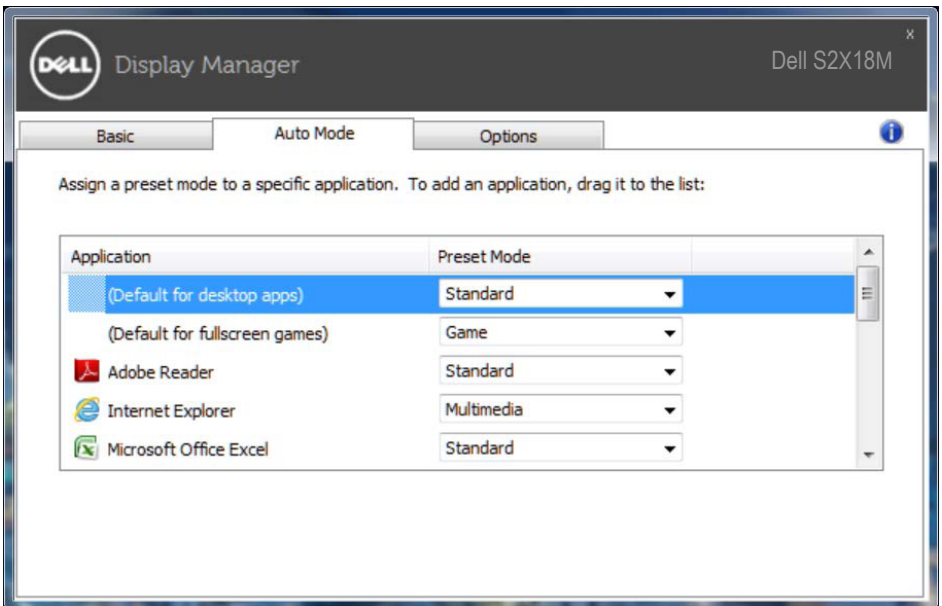 DELL Display Manager Dell S2X18M x
Basic Auto Mode Options i
Assign a preset mode to a specific application. To add an application, drag it to the list:
Application Preset Mode
(Default for desktop apps) Standard
(Default for fullscreen games) Game
Adobe Reader Standard
Internet Explorer Multimedia
Microsoft Office Excel Standard